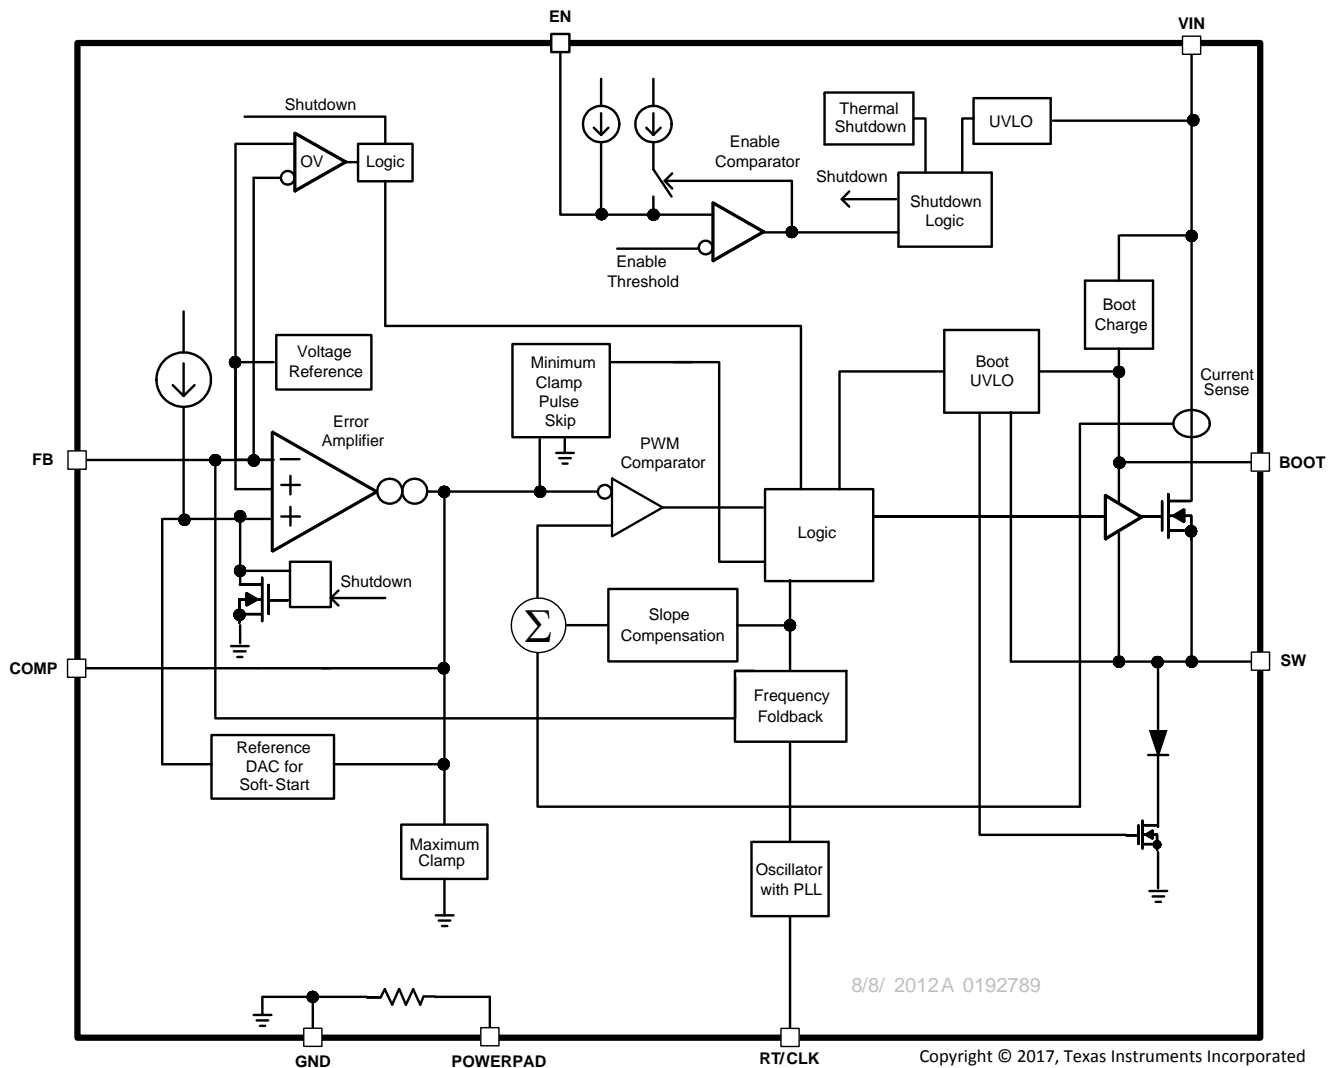 EN
VIN
Shutdown
OV
Logic
Enable
Comparator
Thermal
Shutdown
UVLO
Shutdown
Shutdown
Logic
Enable
Threshold
Boot
Charge
Voltage
Reference
Minimum
Clamp
Pulse
Skip
Boot
UVLO
Current
Sense
Error
Amplifier
PWM
Comparator
FB
BOOT
Logic
Shutdown
Σ
Slope
Compensation
COMP
SW
Frequency
Foldback
Reference
DAC for
Soft-Start
Maximum
Clamp
Oscillator
with PLL
8/8/ 2012A 0192789
GND
POWERPAD
RT/CLK
Copyright © 2017, Texas Instruments Incorporated